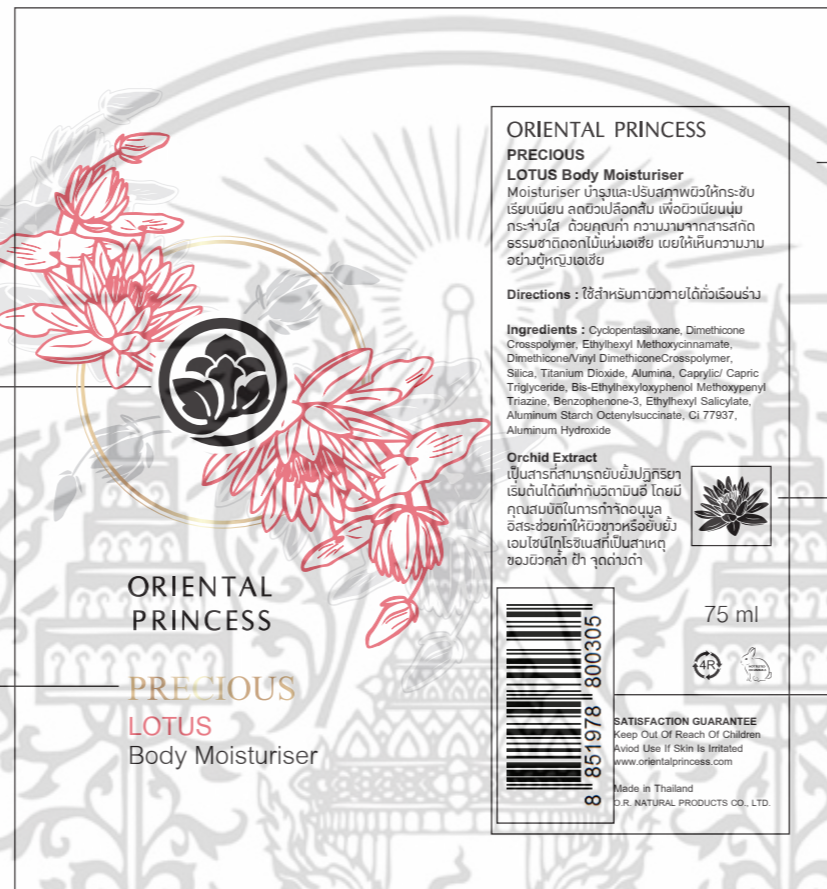 ORIENTAL
PRINCESS
PRECIOUS
LOTUS
Body Moisturiser
ORIENTAL PRINCESS
PRECIOUS
LOTUS Body Moisturiser
Moisturiser บำรุงและปรับสภาพผิวให้กระชับ
เรียบเนียน ลดผิวเปลือกส้ม เพื่อผิวเนียนนุ่ม
กระจ่างใส ด้วยคุณค่า ความงามจากสารสกัด
ธรรมชาติดอกไม้แห่งเอเชีย เผยให้เห็นความงาม
อย่างผู้หญิงเอเชีย
Directions : ใช้สำหรับทาผิวกายได้ทั่วเรือนร่าง
Ingredients : Cyclopentasiloxane, Dimethicone
Crosspolymer, Ethylhexyl Methoxycinnamate,
Dimethicone/Vinyl DimethiconeCrosspolymer,
Silica, Titanium Dioxide, Alumina, Caprylic/ Capric
Triglyceride, Bis-Ethylhexyloxyphenol Methoxypenyl
Triazine, Benzophenone-3, Ethylhexyl Salicylate,
Aluminum Starch Octenylsuccinate, Ci 77937,
Aluminum Hydroxide
Orchid Extract
เป็นสารที่สามารถยับยั้งปฏิกิริยา
เริ่มต้นได้ดีเท่ากับวิตามินอี โดยมี
คุณสมบัติในการกำจัดอนุมูล
อิสระช่วยทำให้ผิวขาวหรือยับยั้ง
เอมไซน์ไทโรซิเนสที่เป็นสาเหตุ
ของผิวคล้ำ ฝ้า จุดด่างดำ
75 ml
4R
8 851978 800305
SATISFACTION GUARANTEE
Keep Out Of Reach Of Children
Aviod Use If Skin Is Irritated
www.orientalprincess.com
Made in Thailand
O.R. NATURAL PRODUCTS CO., LTD.